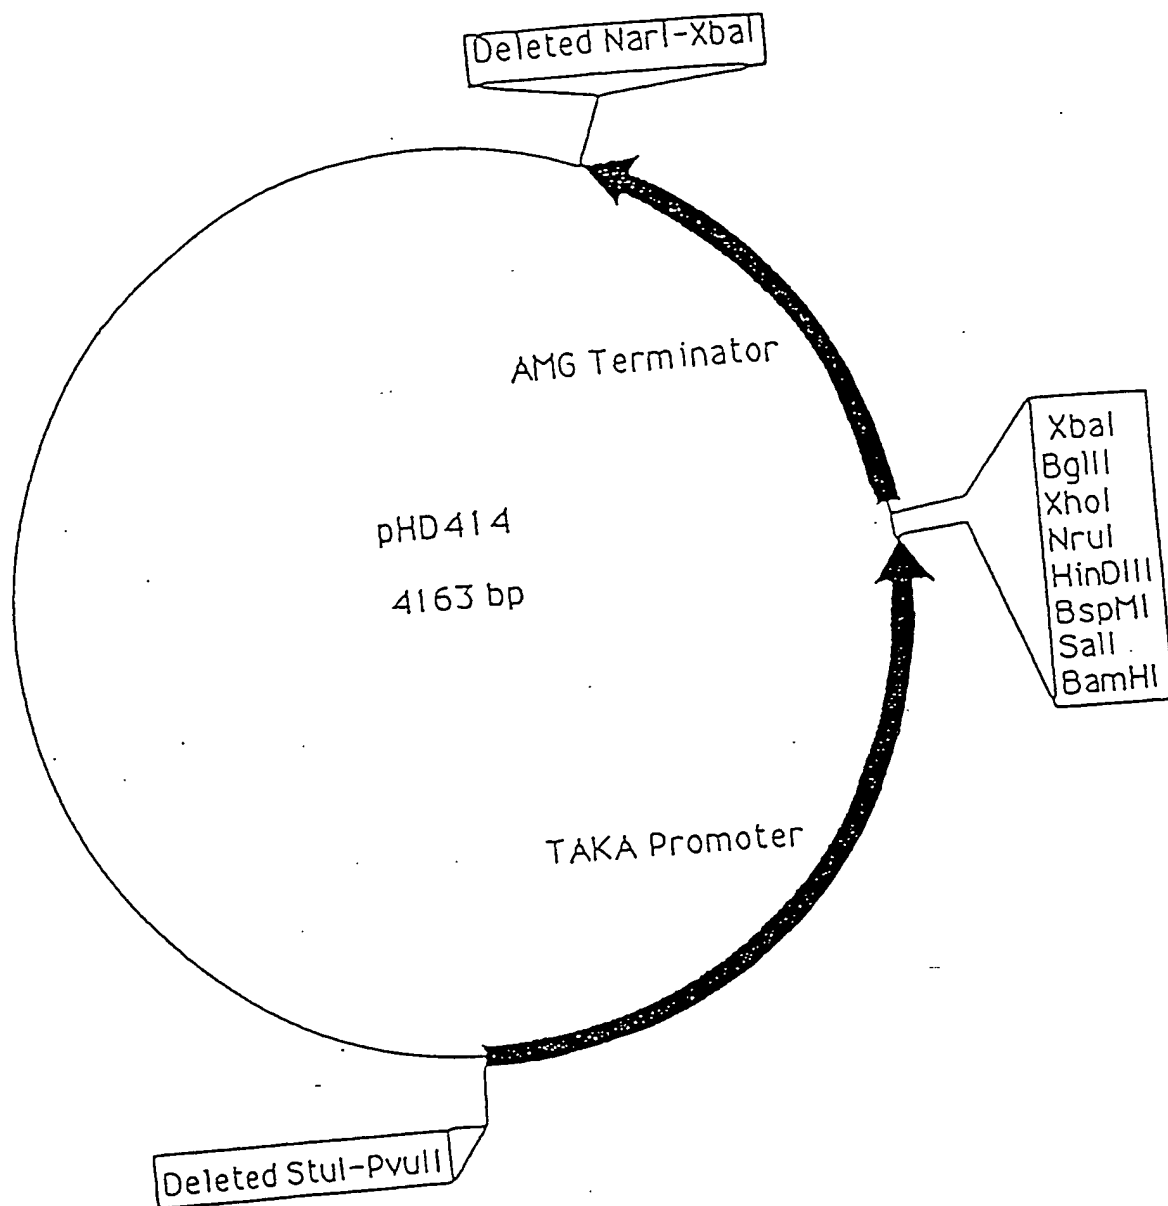 Deleted NarI-XbaI
AMG Terminator
XbaI
BglII
XhoI
NruI
HinDIII
BspMI
SalI
BamHI
pHD414
4163 bp
TAKA Promoter
Deleted StuI-PvuII